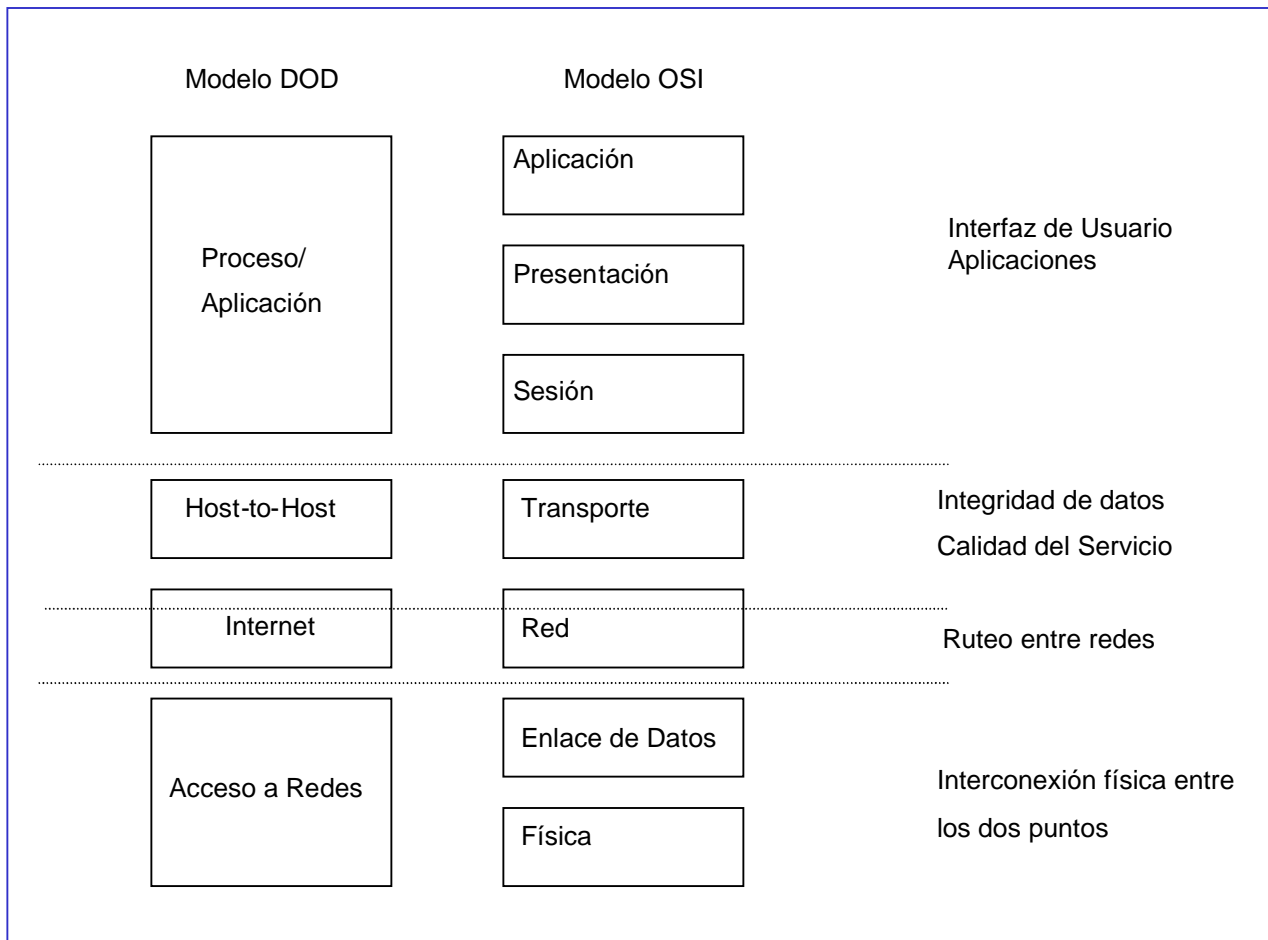 Modelo DOD
Modelo OSI
Proceso/
Aplicación
Aplicación
Presentación
Sesión
Interfaz de Usuario
Aplicaciones
Host-to-Host
Transporte
Integridad de datos
Calidad del Servicio
Internet
Red
Ruteo entre redes
Acceso a Redes
Enlace de Datos
Física
Interconexión física entre
los dos puntos